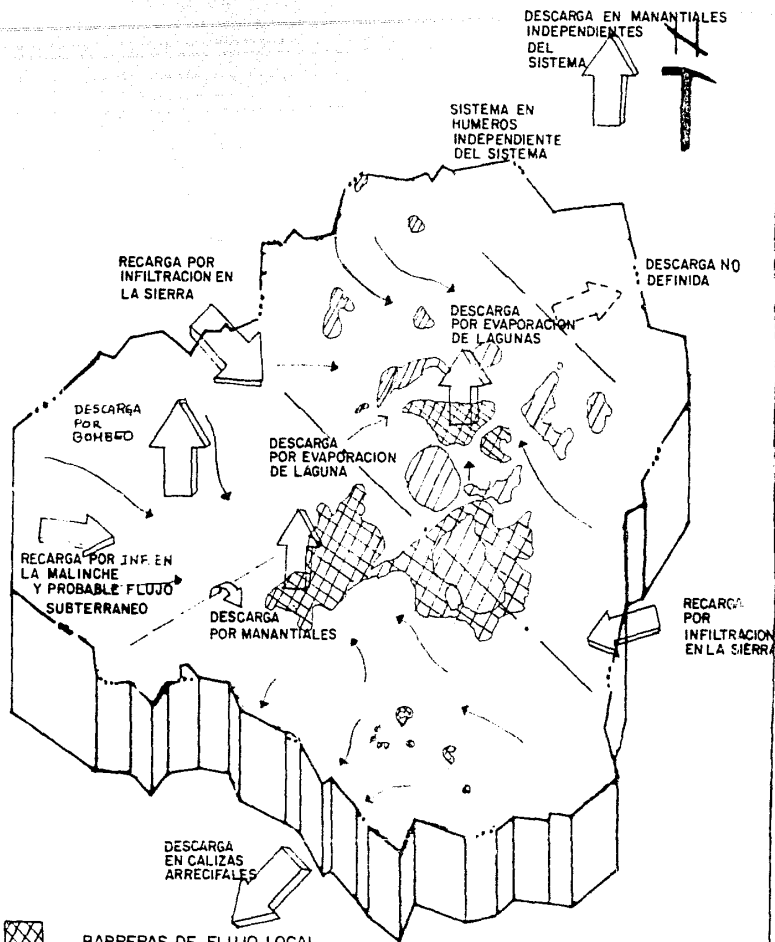 DESCARGA EN MANANTIALES
INDEPENDIENTES
DEL
SISTEMA
N
SISTEMA EN
HUMEROS
INDEPENDIENTE
DEL SISTEMA
RECARGA POR
INFILTRACION EN
LA SIERRA
DESCARGA NO
DEFINIDA
DESCARGA
POR EVAPORACION
DE LAGUNAS
DESCARGA
POR
BOMBEO
DESCARGA
POR EVAPORACION
DE LAGUNA
RECARGA POR INF. EN
LA MALINCHE
Y PROBABLE FLUJO
SUBTERRANEO
DESCARGA
POR MANANTIALES
RECARGA
POR
INFILTRACION
EN LA SIERRA
DESCARGA
EN CALIZAS
ARRECIFALES
BARRERAS DE FLUJO LOCAL